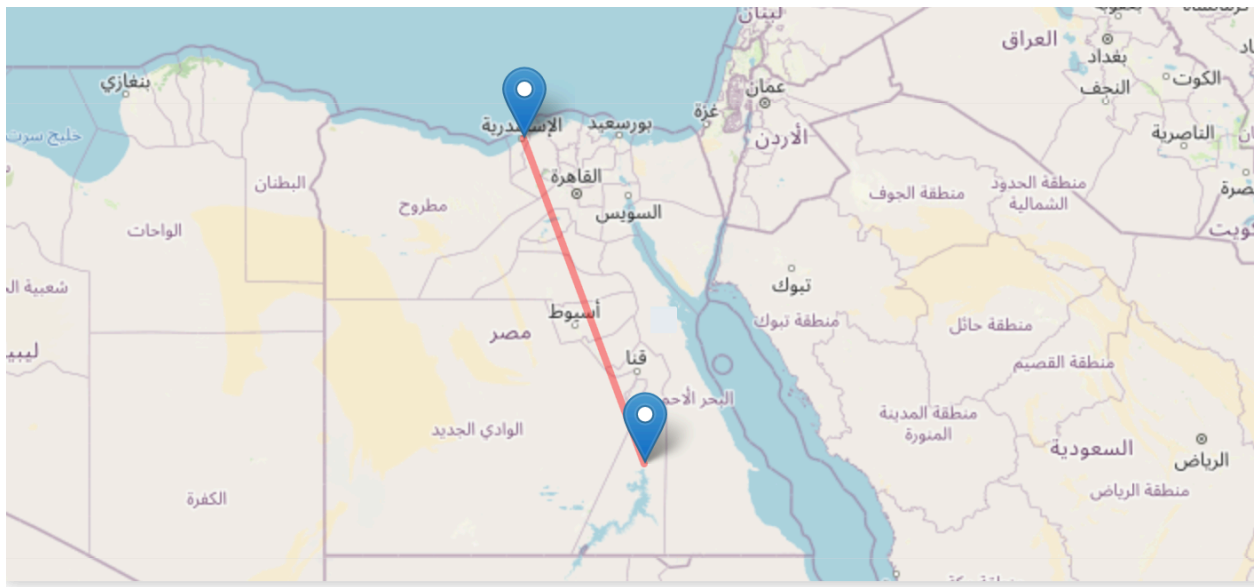 لبنان
العراق
بغداد
بنغازي
الكوت
النجف
عمان
غزة
بورسعيد
الإسكندرية
خليج سرت
الأردن
الناصرية
القاهرة
البطنان
منطقة الحدود
الشمالية
منطقة الجوف
مطروح
السويس
الواحات
تبوك
أسيوط
مصر
منطقة تبوك
منطقة حائل
قنا
منطقة القصيم
البحر الأحم
منطقة المدينة
المنورة
الوادي الجديد
السعودية
الرياض
منطقة الرياض
الكفرة